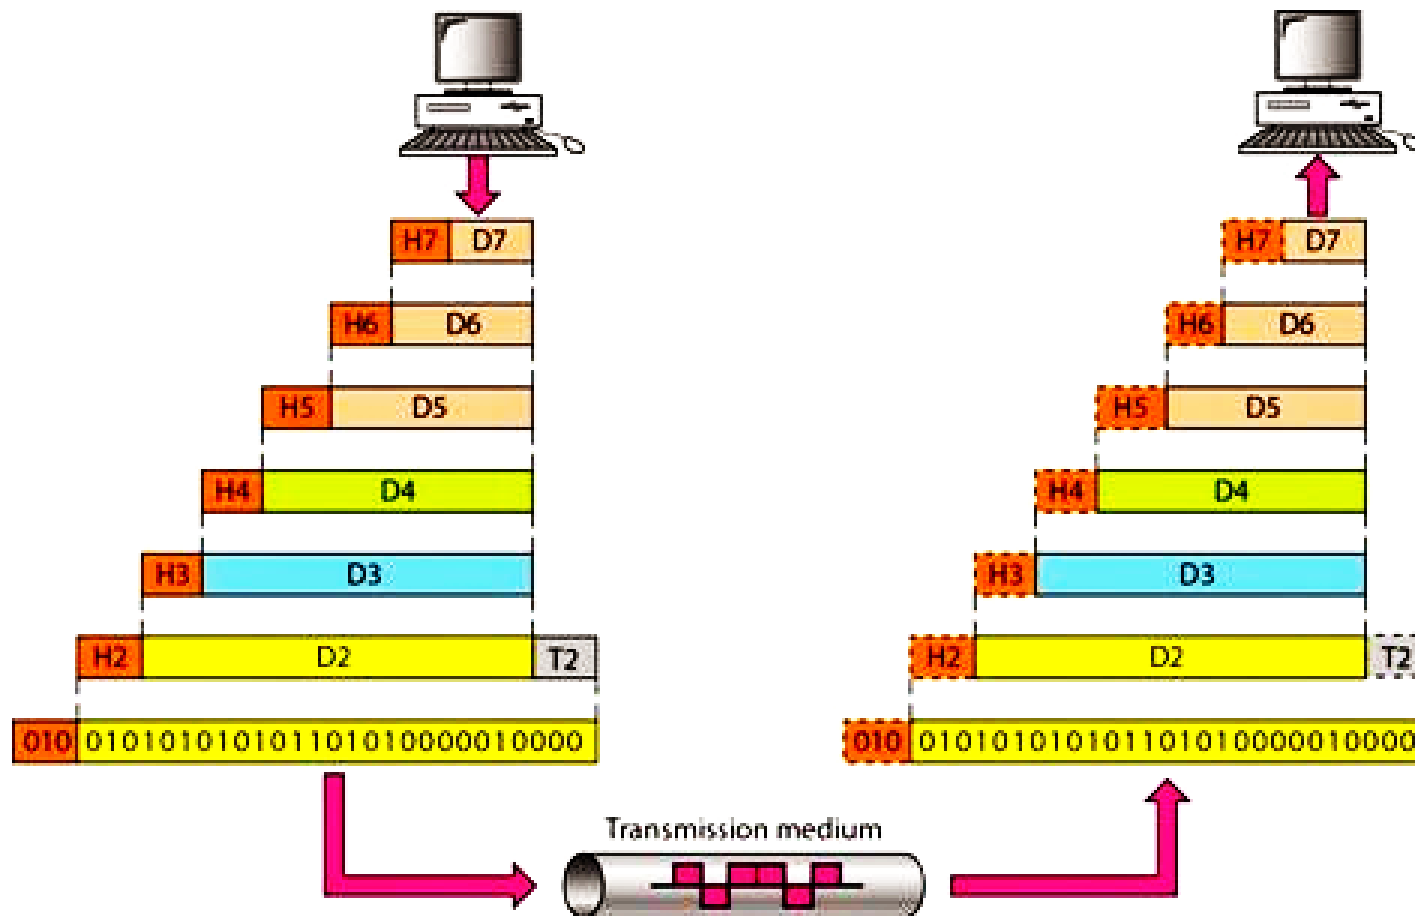 H7 D7 H7 D7
H6 D6 H6 D6
H5 D5 H5 D5
H4 D4 H4 D4
H3 D3 H3 D3
H2 D2 T2 H2 D2 T2
010 010101010101101010000010000 010 010101010101101010000010000
Transmission medium